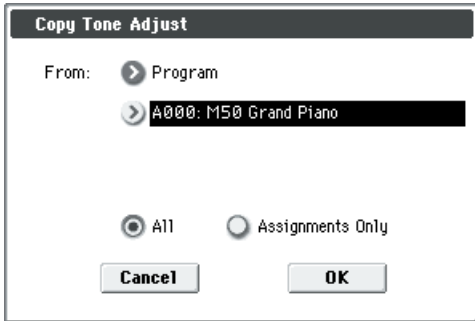 Copy Tone Adjust
From: Program
A000: M50 Grand Piano
All Assignments Only
Cancel OK